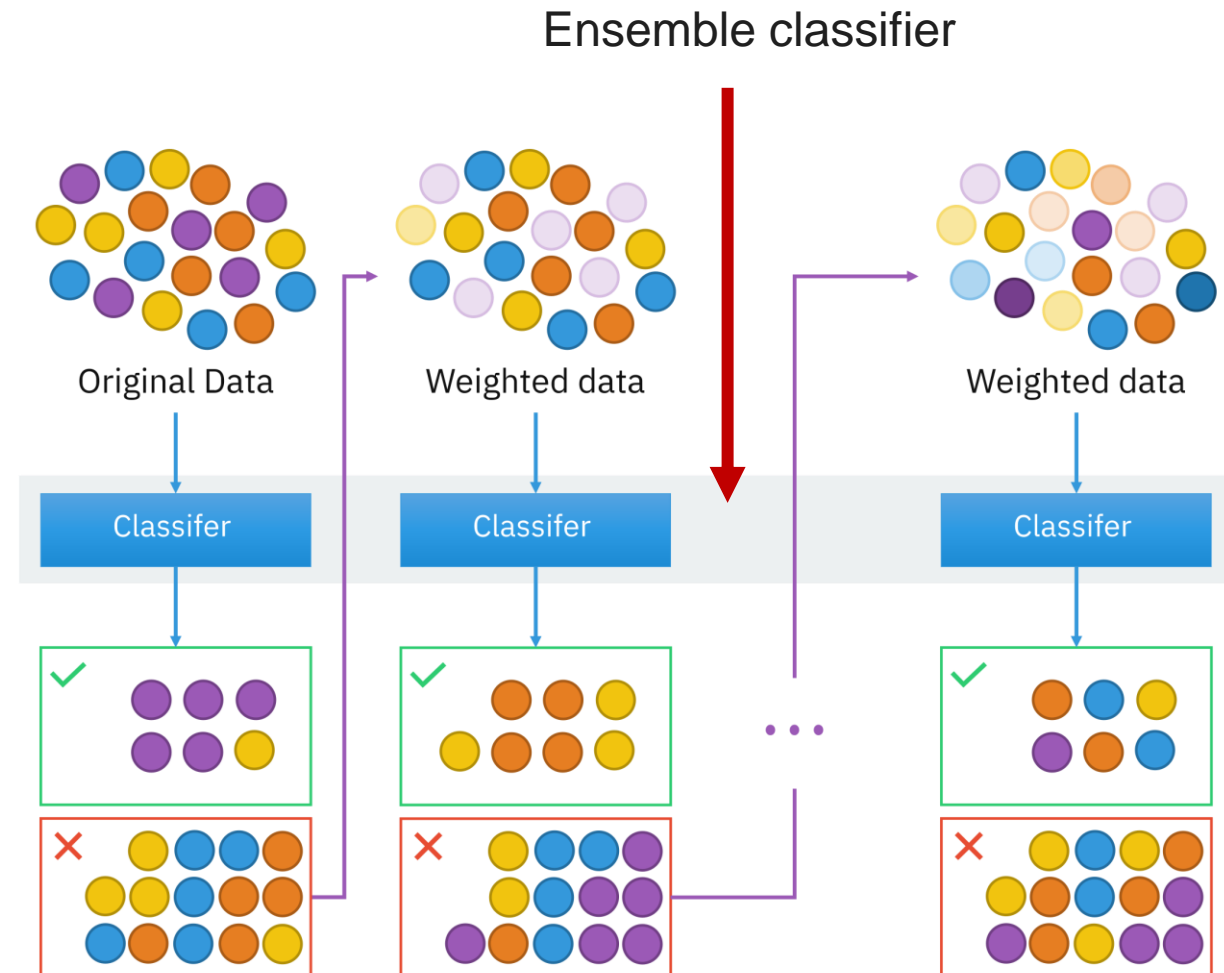 Ensemble classifier
Original Data
Weighted data
Weighted data
Classifer
Classifer
Classifer